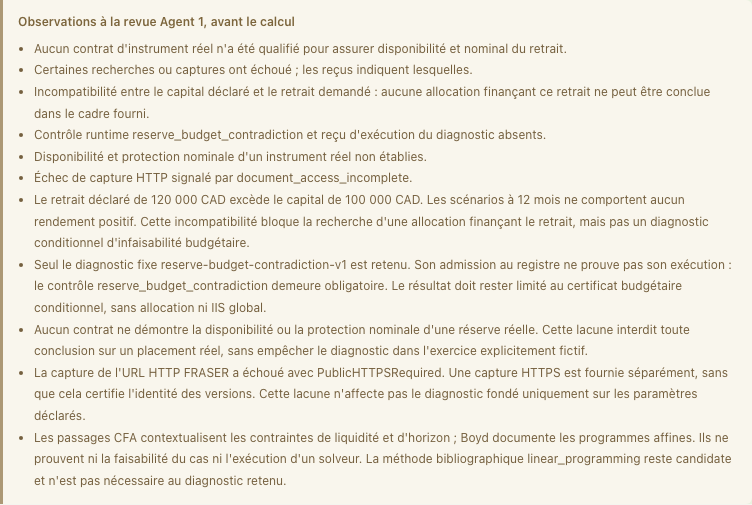 Observations à la revue Agent 1, avant le calcul
• Aucun contrat d'instrument réel n'a été qualifié pour assurer disponibilité et nominal du retrait.
• Certaines recherches ou captures ont échoué ; les reçus indiquent lesquelles.
• Incompatibilité entre le capital déclaré et le retrait demandé : aucune allocation finançant ce retrait ne peut être conclue
dans le cadre fourni.
• Contrôle runtime reserve_budget_contradiction et reçu d'exécution du diagnostic absents.
• Disponibilité et protection nominale d'un instrument réel non établies.
• Échec de capture HTTP signalé par document_access_incomplete.
• Le retrait déclaré de 120 000 CAD excède le capital de 100 000 CAD. Les scénarios à 12 mois ne comportent aucun
rendement positif. Cette incompatibilité bloque la recherche d'une allocation finançant le retrait, mais pas un diagnostic
conditionnel d'infaisabilité budgétaire.
• Seul le diagnostic fixe reserve-budget-contradiction-v1 est retenu. Son admission au registre ne prouve pas son exécution :
le contrôle reserve_budget_contradiction demeure obligatoire. Le résultat doit rester limité au certificat budgétaire
conditionnel, sans allocation ni IIS global.
• Aucun contrat ne démontre la disponibilité ou la protection nominale d'une réserve réelle. Cette lacune interdit toute
conclusion sur un placement réel, sans empêcher le diagnostic dans l'exercice explicitement fictif.
• La capture de l'URL HTTP FRASER a échoué avec PublicHTTPSRequired. Une capture HTTPS est fournie séparément, sans
que cela certifie l'identité des versions. Cette lacune n'affecte pas le diagnostic fondé uniquement sur les paramètres
déclarés.
• Les passages CFA contextualisent les contraintes de liquidité et d'horizon ; Boyd documente les programmes affines. Ils ne
prouvent ni la faisabilité du cas ni l'exécution d'un solveur. La méthode bibliographique linear_programming reste candidate
et n'est pas nécessaire au diagnostic retenu.